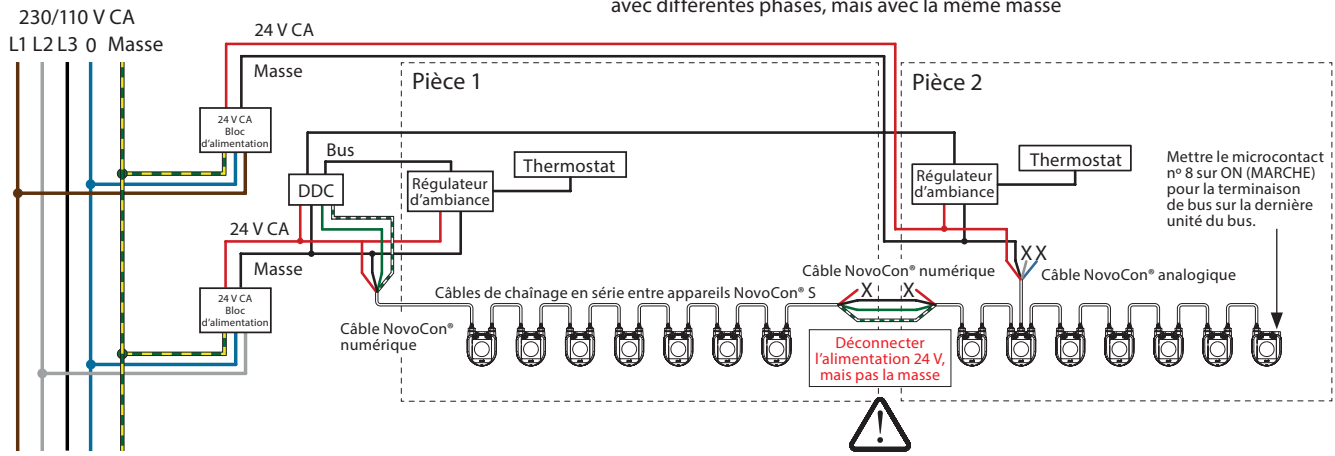 avec différentes phases, mais avec la même masse
230/110 V CA
L1 L2 L3 0 Masse
24 V CA
Masse
24 V CA
Bloc
d'alimentation
Pièce 1
Pièce 2
Bus
DDC
Régulateur
d'ambiance
Thermostat
Régulateur
d'ambiance
Thermostat
Mettre le microcontact
nº 8 sur ON (MARCHE)
pour la terminaison
de bus sur la dernière
unité du bus.
24 V CA
Masse
24 V CA
Bloc
d'alimentation
X X
Câble NovoCon® numérique
Câble NovoCon® analogique
Câbles de chaînage en série entre appareils NovoCon® S
X X
Câble NovoCon®
numérique
Déconnecter
l'alimentation 24 V,
mais pas la masse